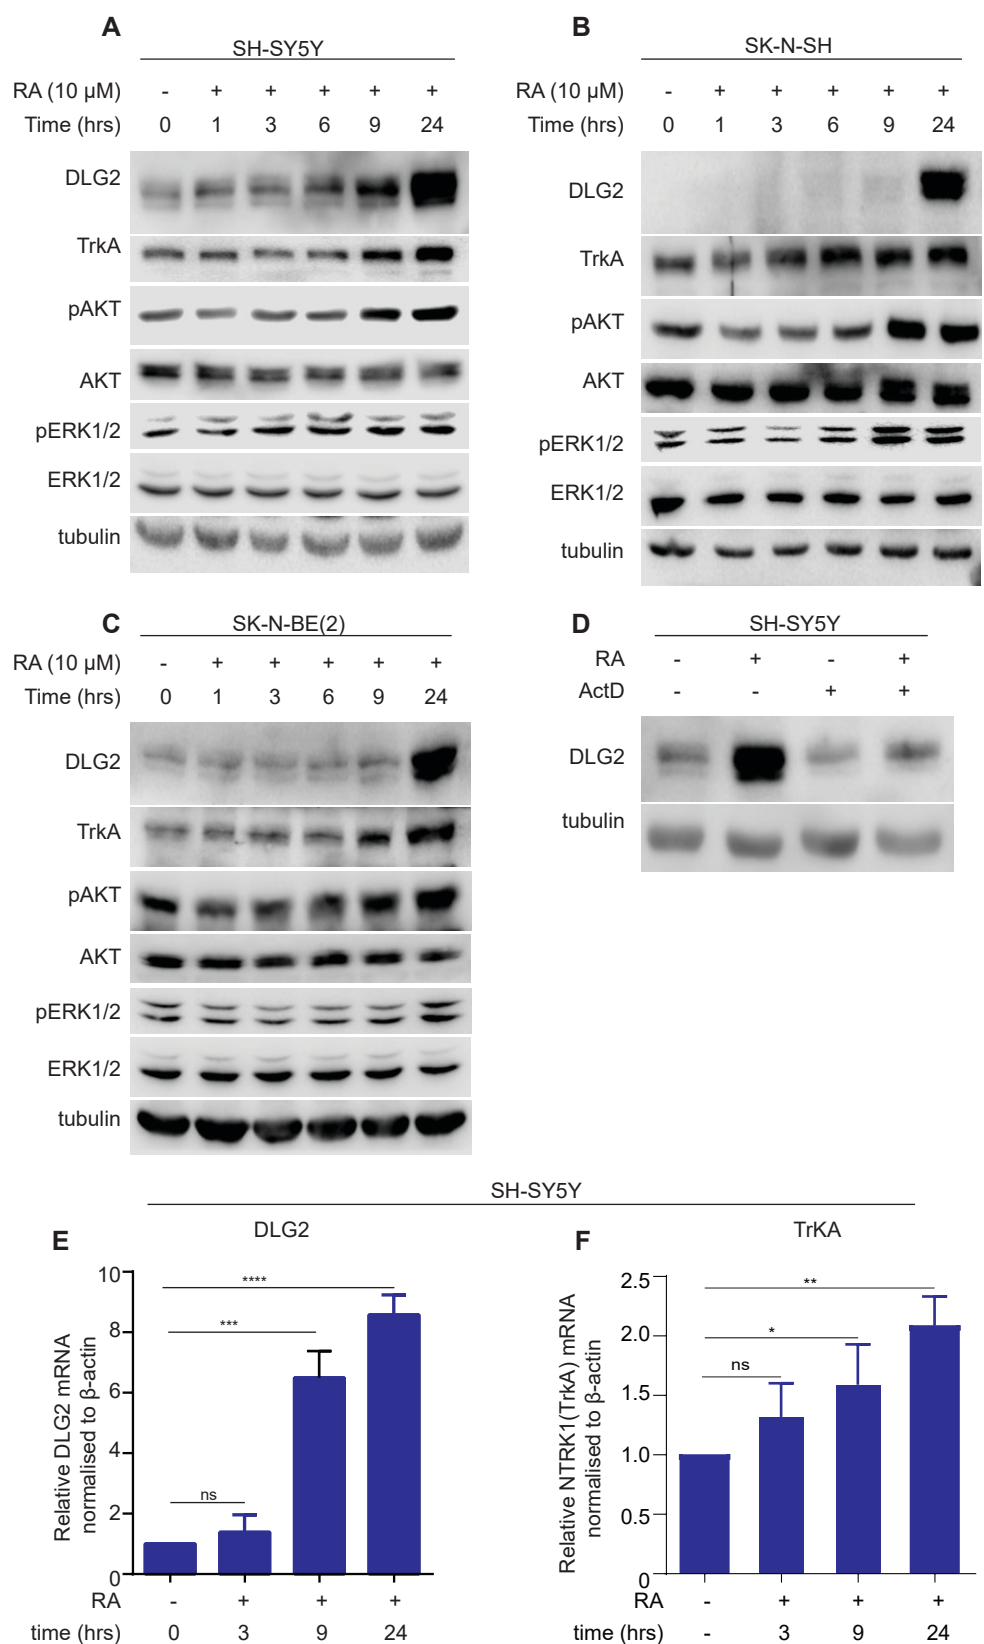 A
SH-SY5Y
RA (10 µM) - + + + + +
Time (hrs) 0 1 3 6 9 24
DLG2
TrkA
pAKT
AKT
pERK1/2
ERK1/2
tubulin
B
SK-N-SH
RA (10 µM) - + + + + +
Time (hrs) 0 1 3 6 9 24
DLG2
TrkA
pAKT
AKT
pERK1/2
ERK1/2
tubulin
C
SK-N-BE(2)
RA (10 µM) - + + + + +
Time (hrs) 0 1 3 6 9 24
DLG2
TrkA
pAKT
AKT
pERK1/2
ERK1/2
tubulin
D
SH-SY5Y
RA - + - +
ActD - - + +
DLG2
tubulin
SH-SY5Y
E
DLG2
Relative DLG2 mRNA
normalised to β-actin
10
8
6
4
2
0
****
***
ns
RA - + + +
time (hrs) 0 3 9 24
F
TrKA
Relative NTRK1(TrkA) mRNA
normalised to β-actin
2.5
2.0
1.5
1.0
0.5
0
**
*
ns
RA - + + +
time (hrs) - 3 9 24